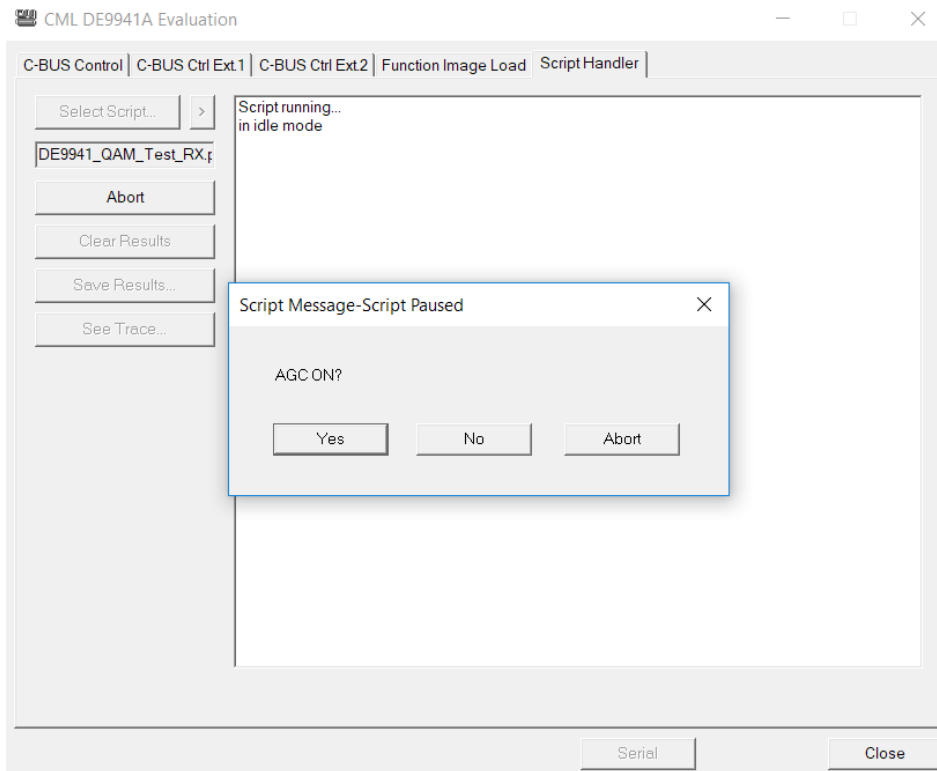 CML DE9941A Evaluation
C-BUS Control C-BUS Ctrl Ext.1 C-BUS Ctrl Ext.2 Function Image Load Script Handler
Select Script... >
DE9941_QAM_Test_RX.p
Abort
Clear Results
Save Results...
See Trace...
Script running...
in idle mode
Script Message-Script Paused
AGC ON?
Yes No Abort
Serial Close